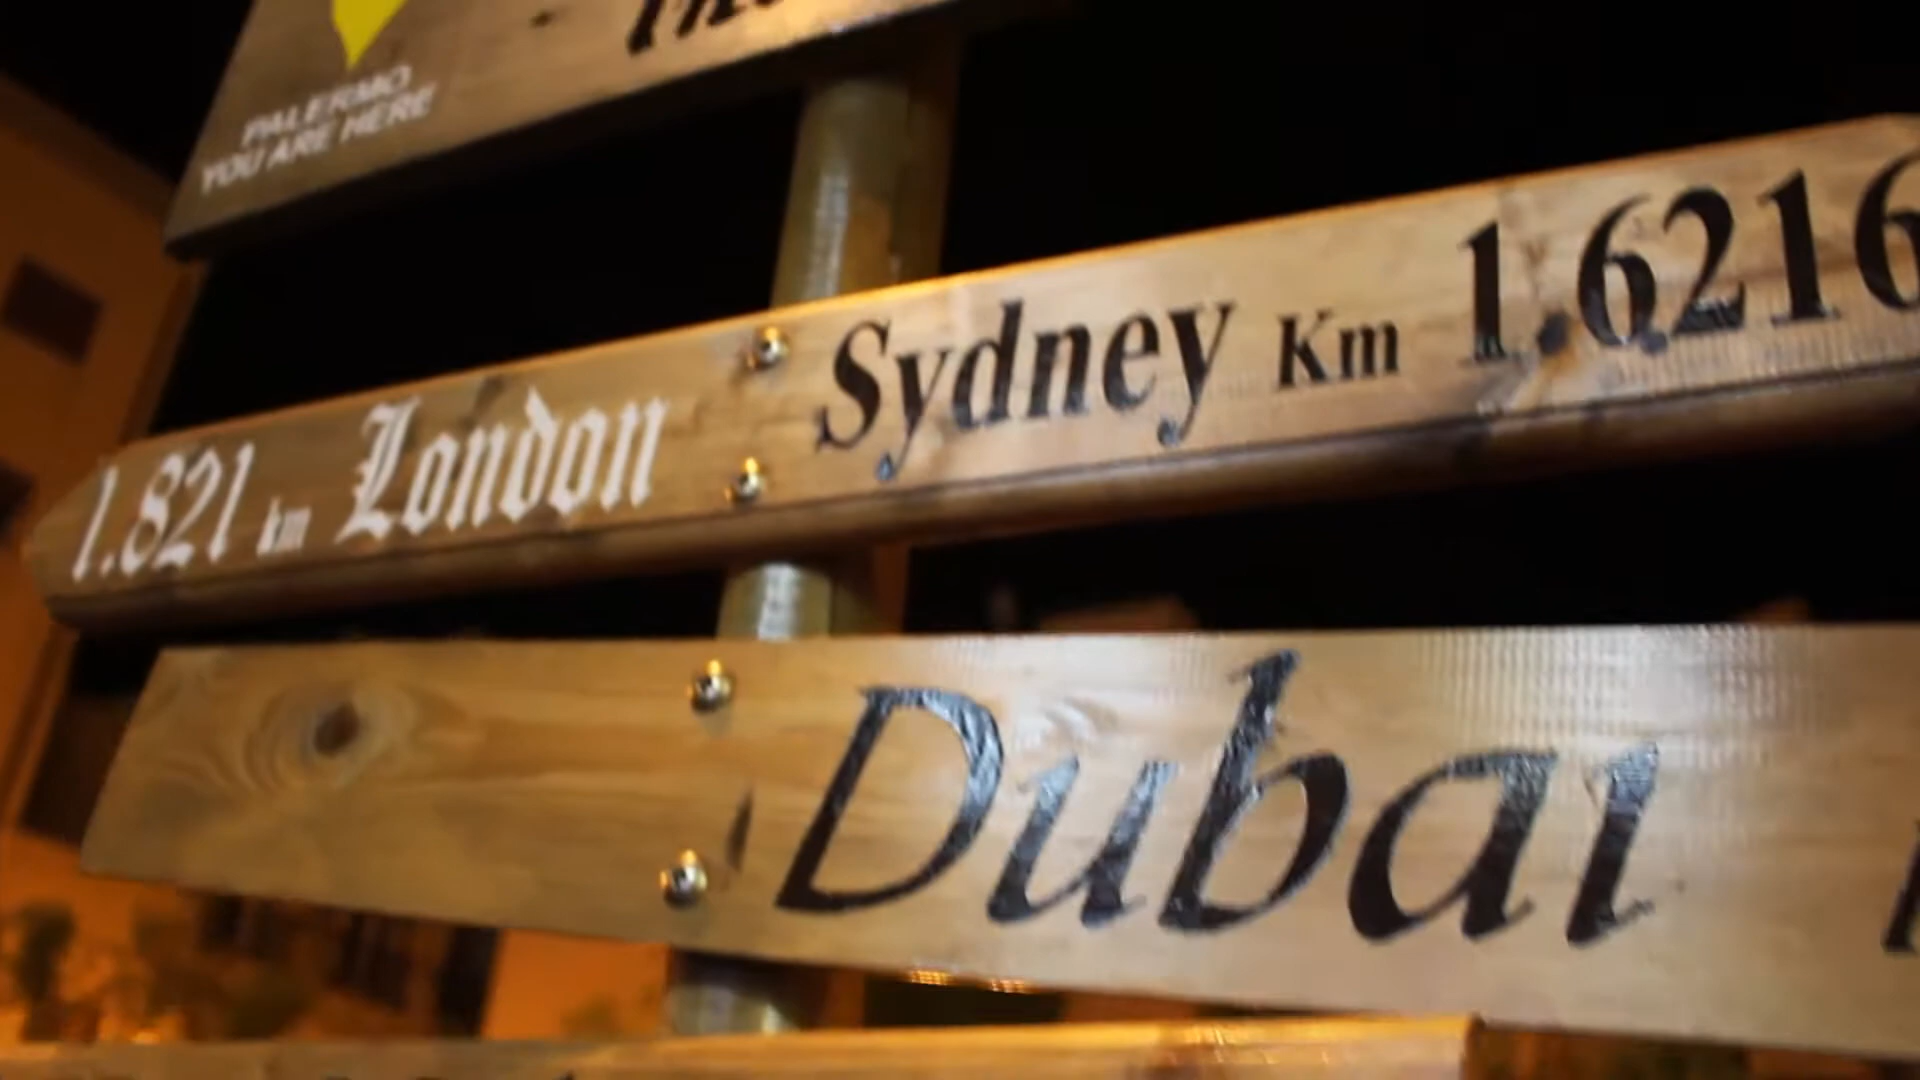 PALERMO
YOU ARE HERE
1.821 km London
Sydney Km 1.6216
Dubai